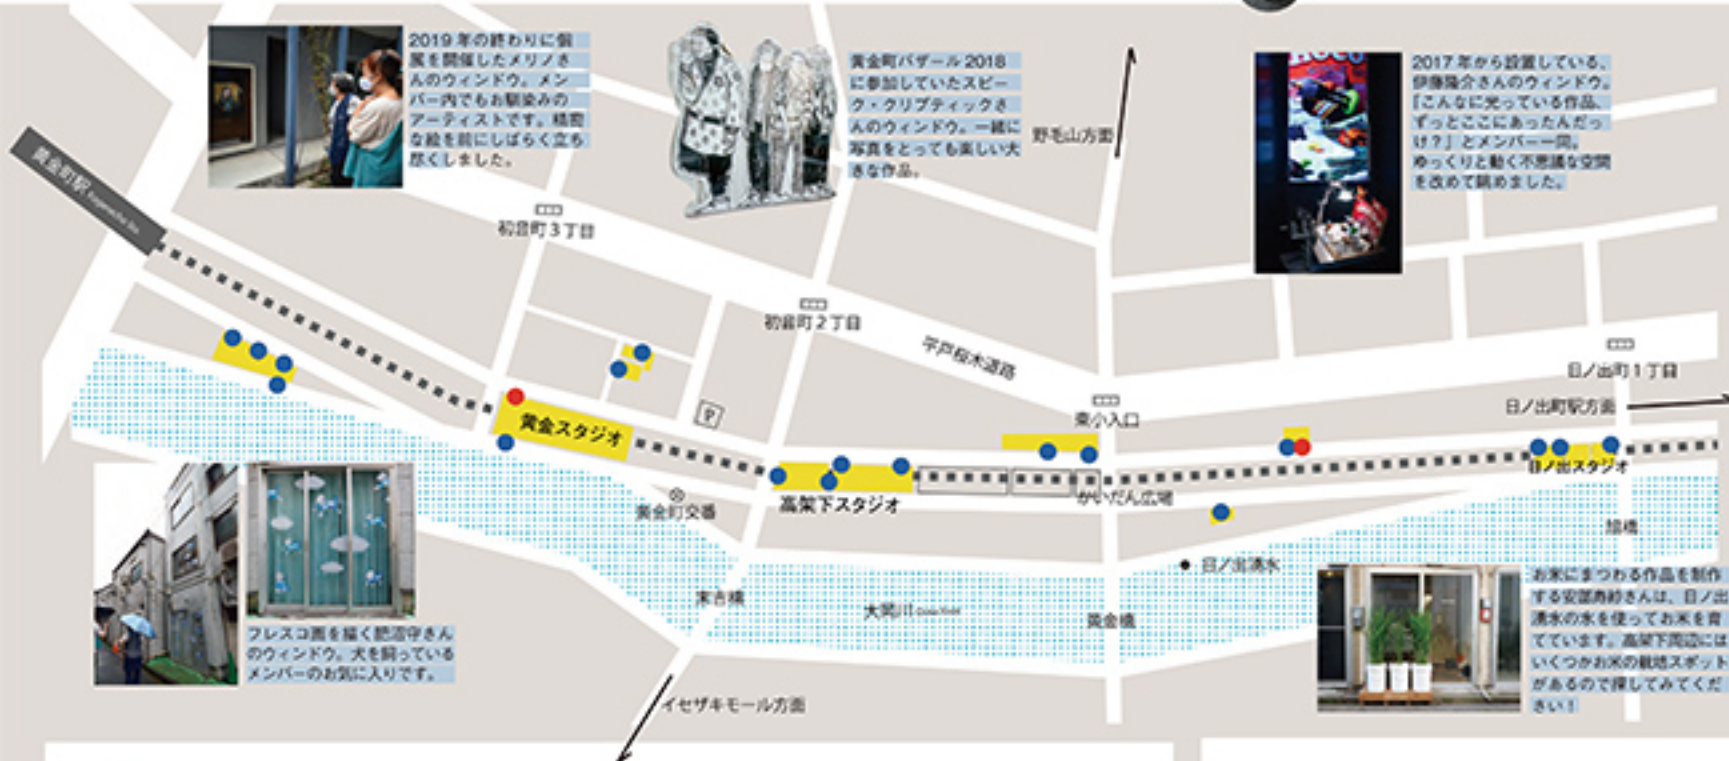 2019 年の終わりに個
展を開催したメリノさ
んのウィンドウ。メン
バー内でもお馴染みの
アーティストです。精密
な絵を前にしばらく立ち
尽くしました。
黄金町バザール 2018
に参加していたスピー
ク・クリプティックさ
んのウィンドウ。一緒に
写真をとっても楽しい大
きな作品。
2017 年から設置している、
伊藤隆介さんのウィンドウ。
「こんなに光っている作品、
ずっとここにあったんだっ
け？」とメンバー一同。
ゆっくりと動く不思議な空間
を改めて眺めました。
野毛山方面
黄金町駅
初音町3丁目
初音町2丁目
平戸桜木道路
東小入口
日ノ出町1丁目
日ノ出町駅方面
黄金スタジオ
P
高架下スタジオ
かいだん広場
日ノ出スタジオ
黄金町交番
旭橋
日ノ出湧水
末吉橋
大岡川
黄金橋
イセザキモール方面
フレスコ画を描く肥沼守さん
のウィンドウ。犬を飼っている
メンバーのお気に入りです。
お米にまつわる作品を制作
する安部寿紗さんは、日ノ出
湧水の水を使ってお米を育
てています。高架下周辺には
いくつかお米の栽培スポット
があるので探してみてくだ
さい！